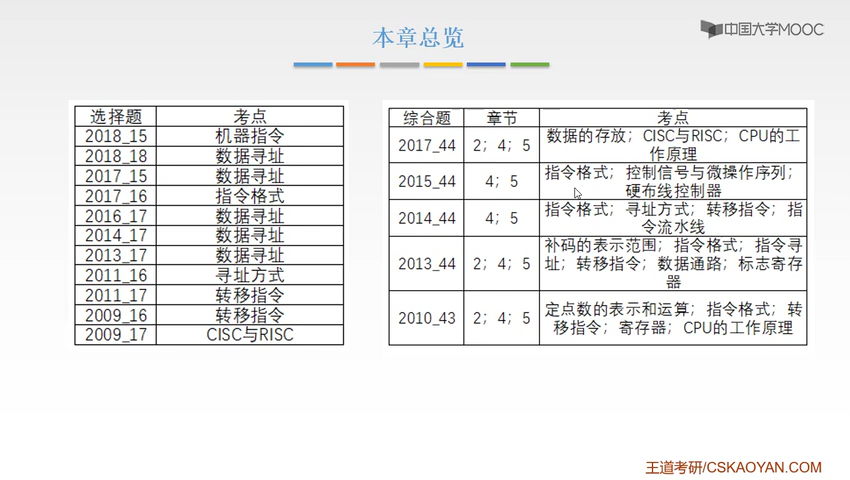 本章总览
中国大学MOOC
选择题 考点
2018_15 机器指令
2018_18 数据寻址
2017_15 数据寻址
2017_16 指令格式
2016_17 数据寻址
2014_17 数据寻址
2013_17 数据寻址
2011_16 寻址方式
2011_17 转移指令
2009_16 转移指令
2009_17 CISC与RISC
综合题 章节 考点
2017_44 2；4；5 数据的存放；CISC与RISC；CPU的工
作原理
2015_44 4；5 指令格式；控制信号与微操作序列；
硬布线控制器
2014_44 4；5 指令格式；寻址方式；转移指令；指
令流水线
2013_44 2；4；5 补码的表示范围；指令格式；指令寻
址；转移指令；数据通路；标志寄存
器
2010_43 2；4；5 定点数的表示和运算；指令格式；转
移指令；寄存器；CPU的工作原理
王道考研/CSKAOYAN.COM